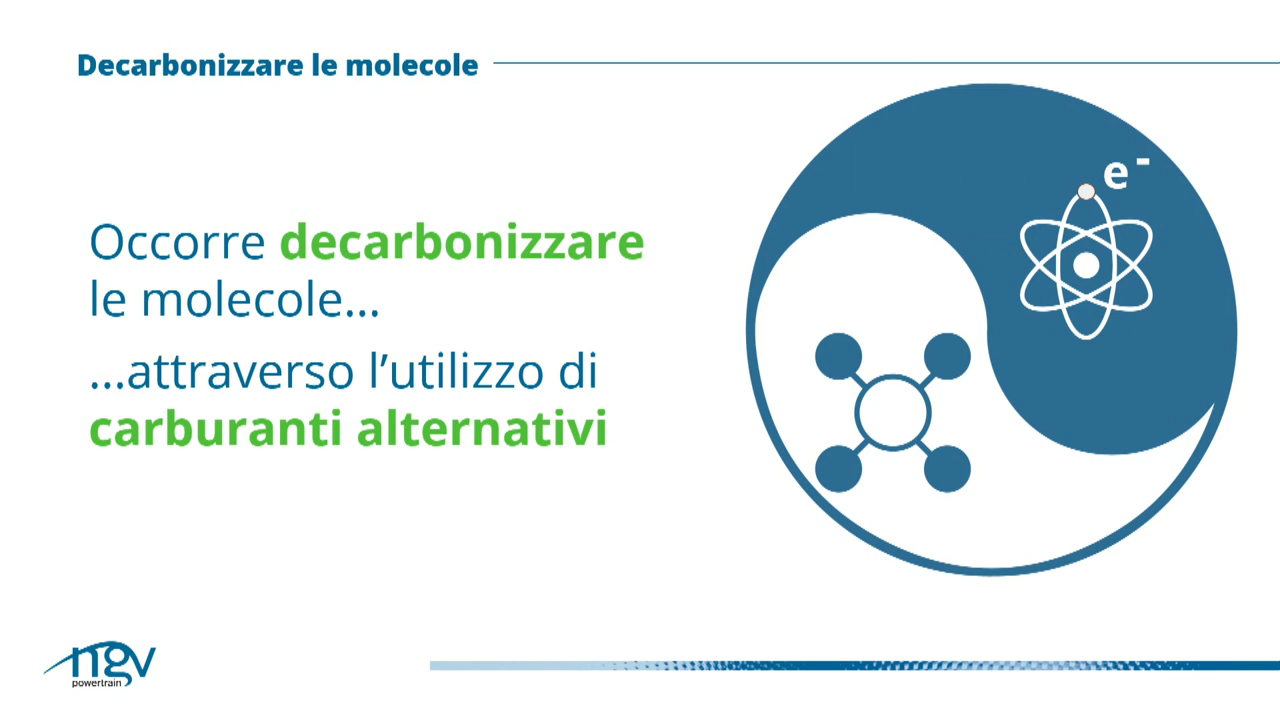 Decarbonizzare le molecole
Occorre decarbonizzare
le molecole...
...attraverso l’utilizzo di
carburanti alternativi
e-
ngv
powertrain